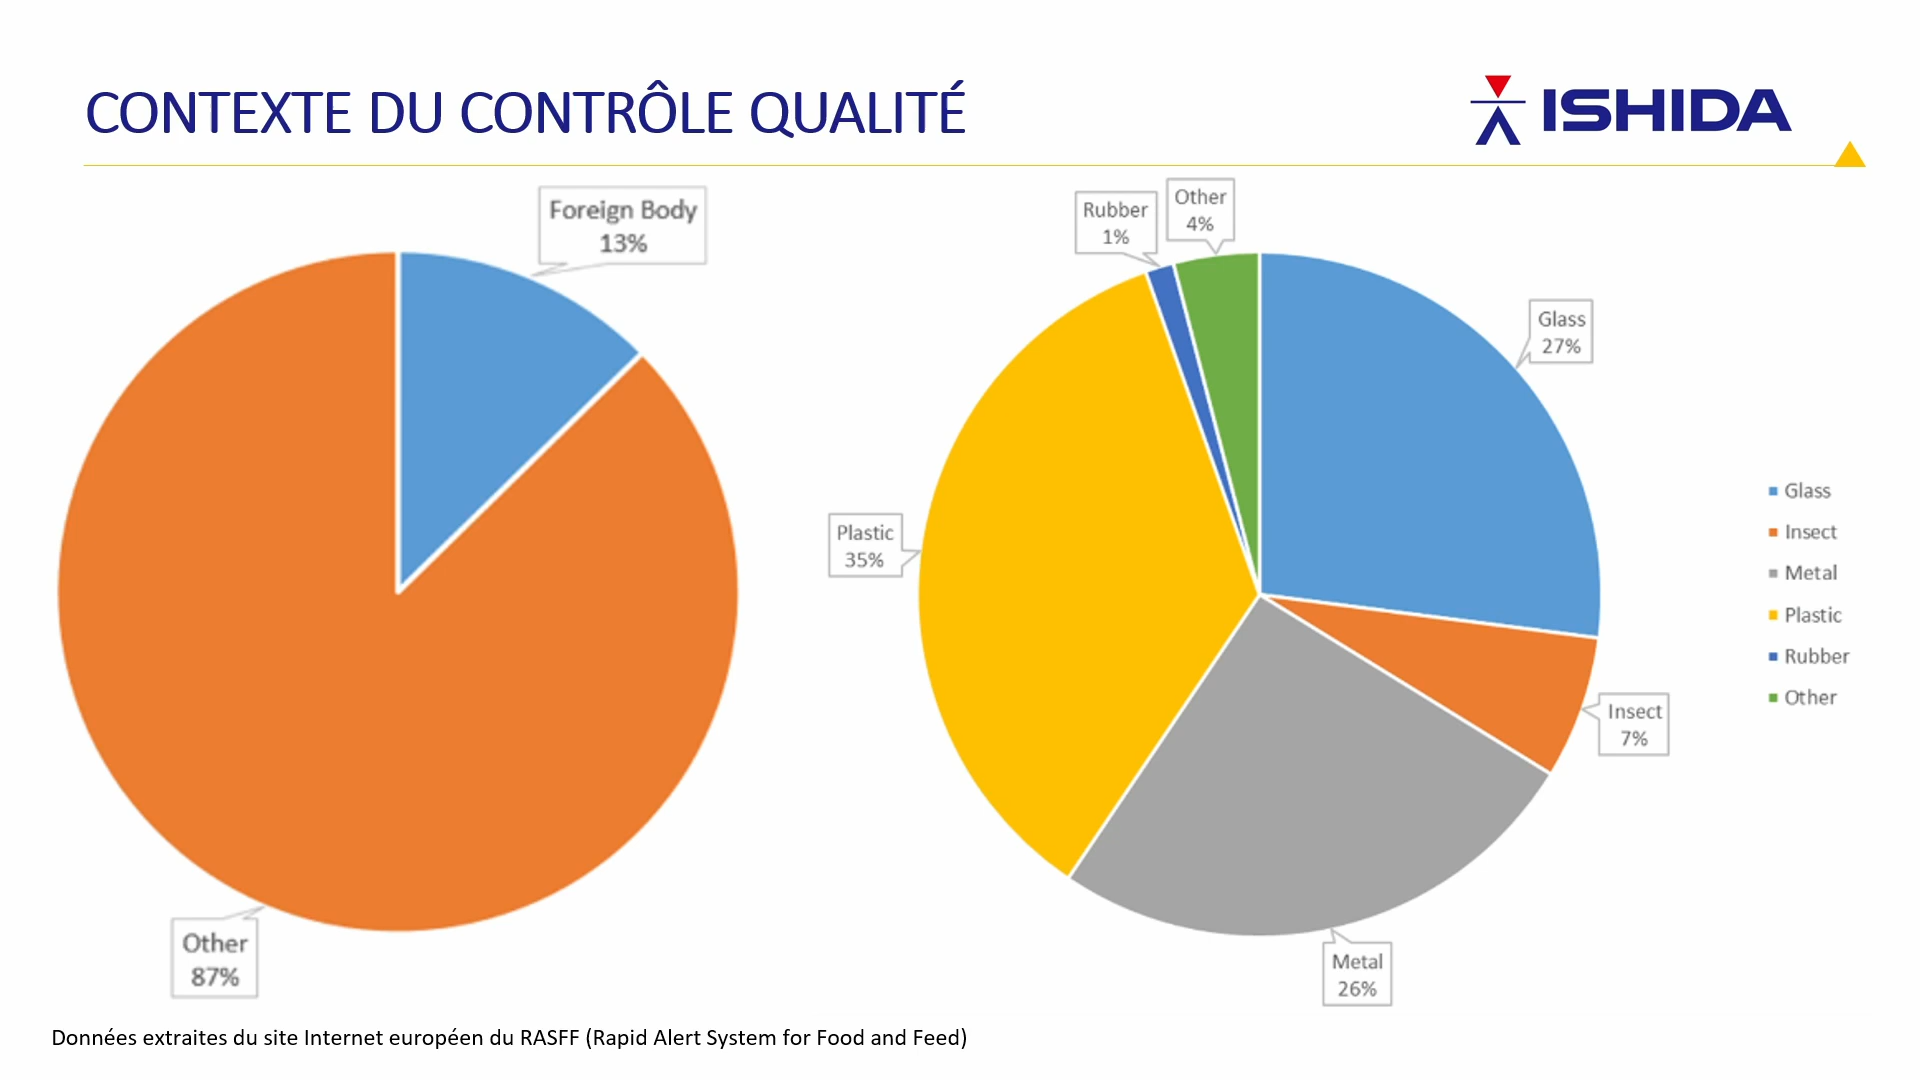 CONTEXTE DU CONTRÔLE QUALITÉ
ISHIDA
Foreign Body
13%
Other
87%
Rubber
1%
Other
4%
Glass
27%
Plastic
35%
Insect
7%
Metal
26%
Glass
Insect
Metal
Plastic
Rubber
Other
Données extraites du site Internet européen du RASFF (Rapid Alert System for Food and Feed)